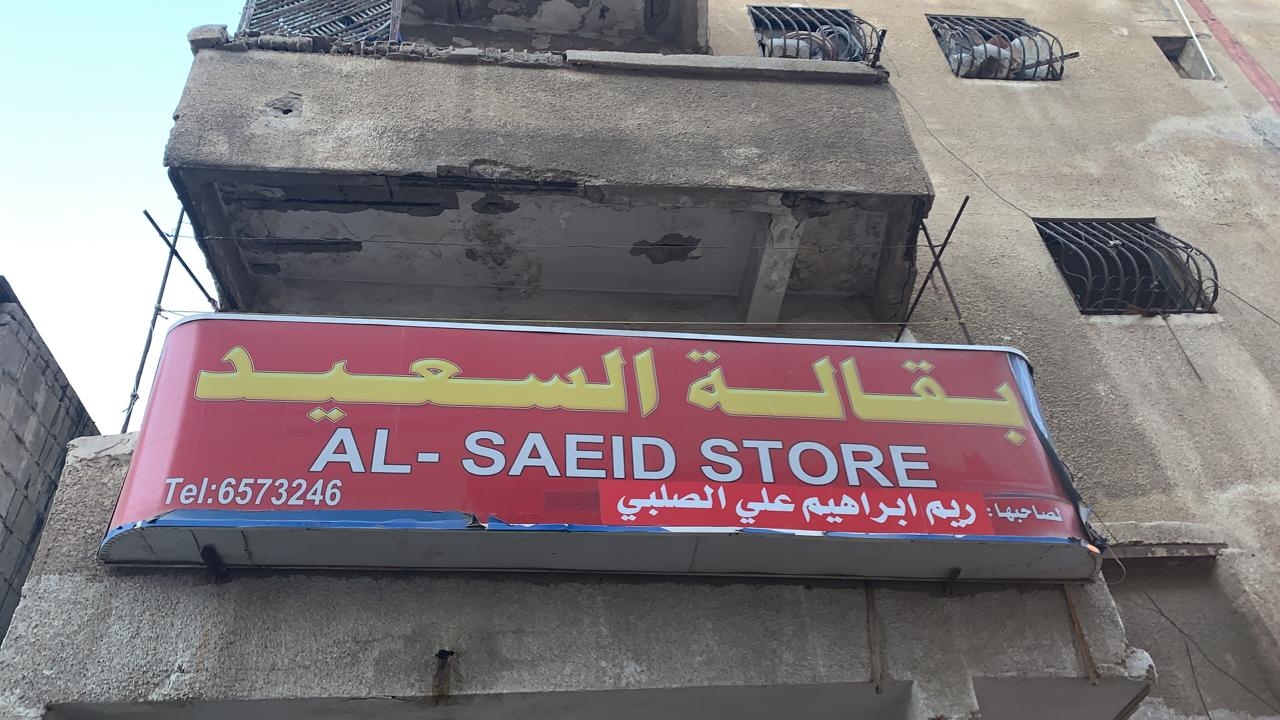 بقالة السعيد
AL- SAEID STORE
Tel:6573246
لصاحبها: ريم ابراهيم علي الصلبي